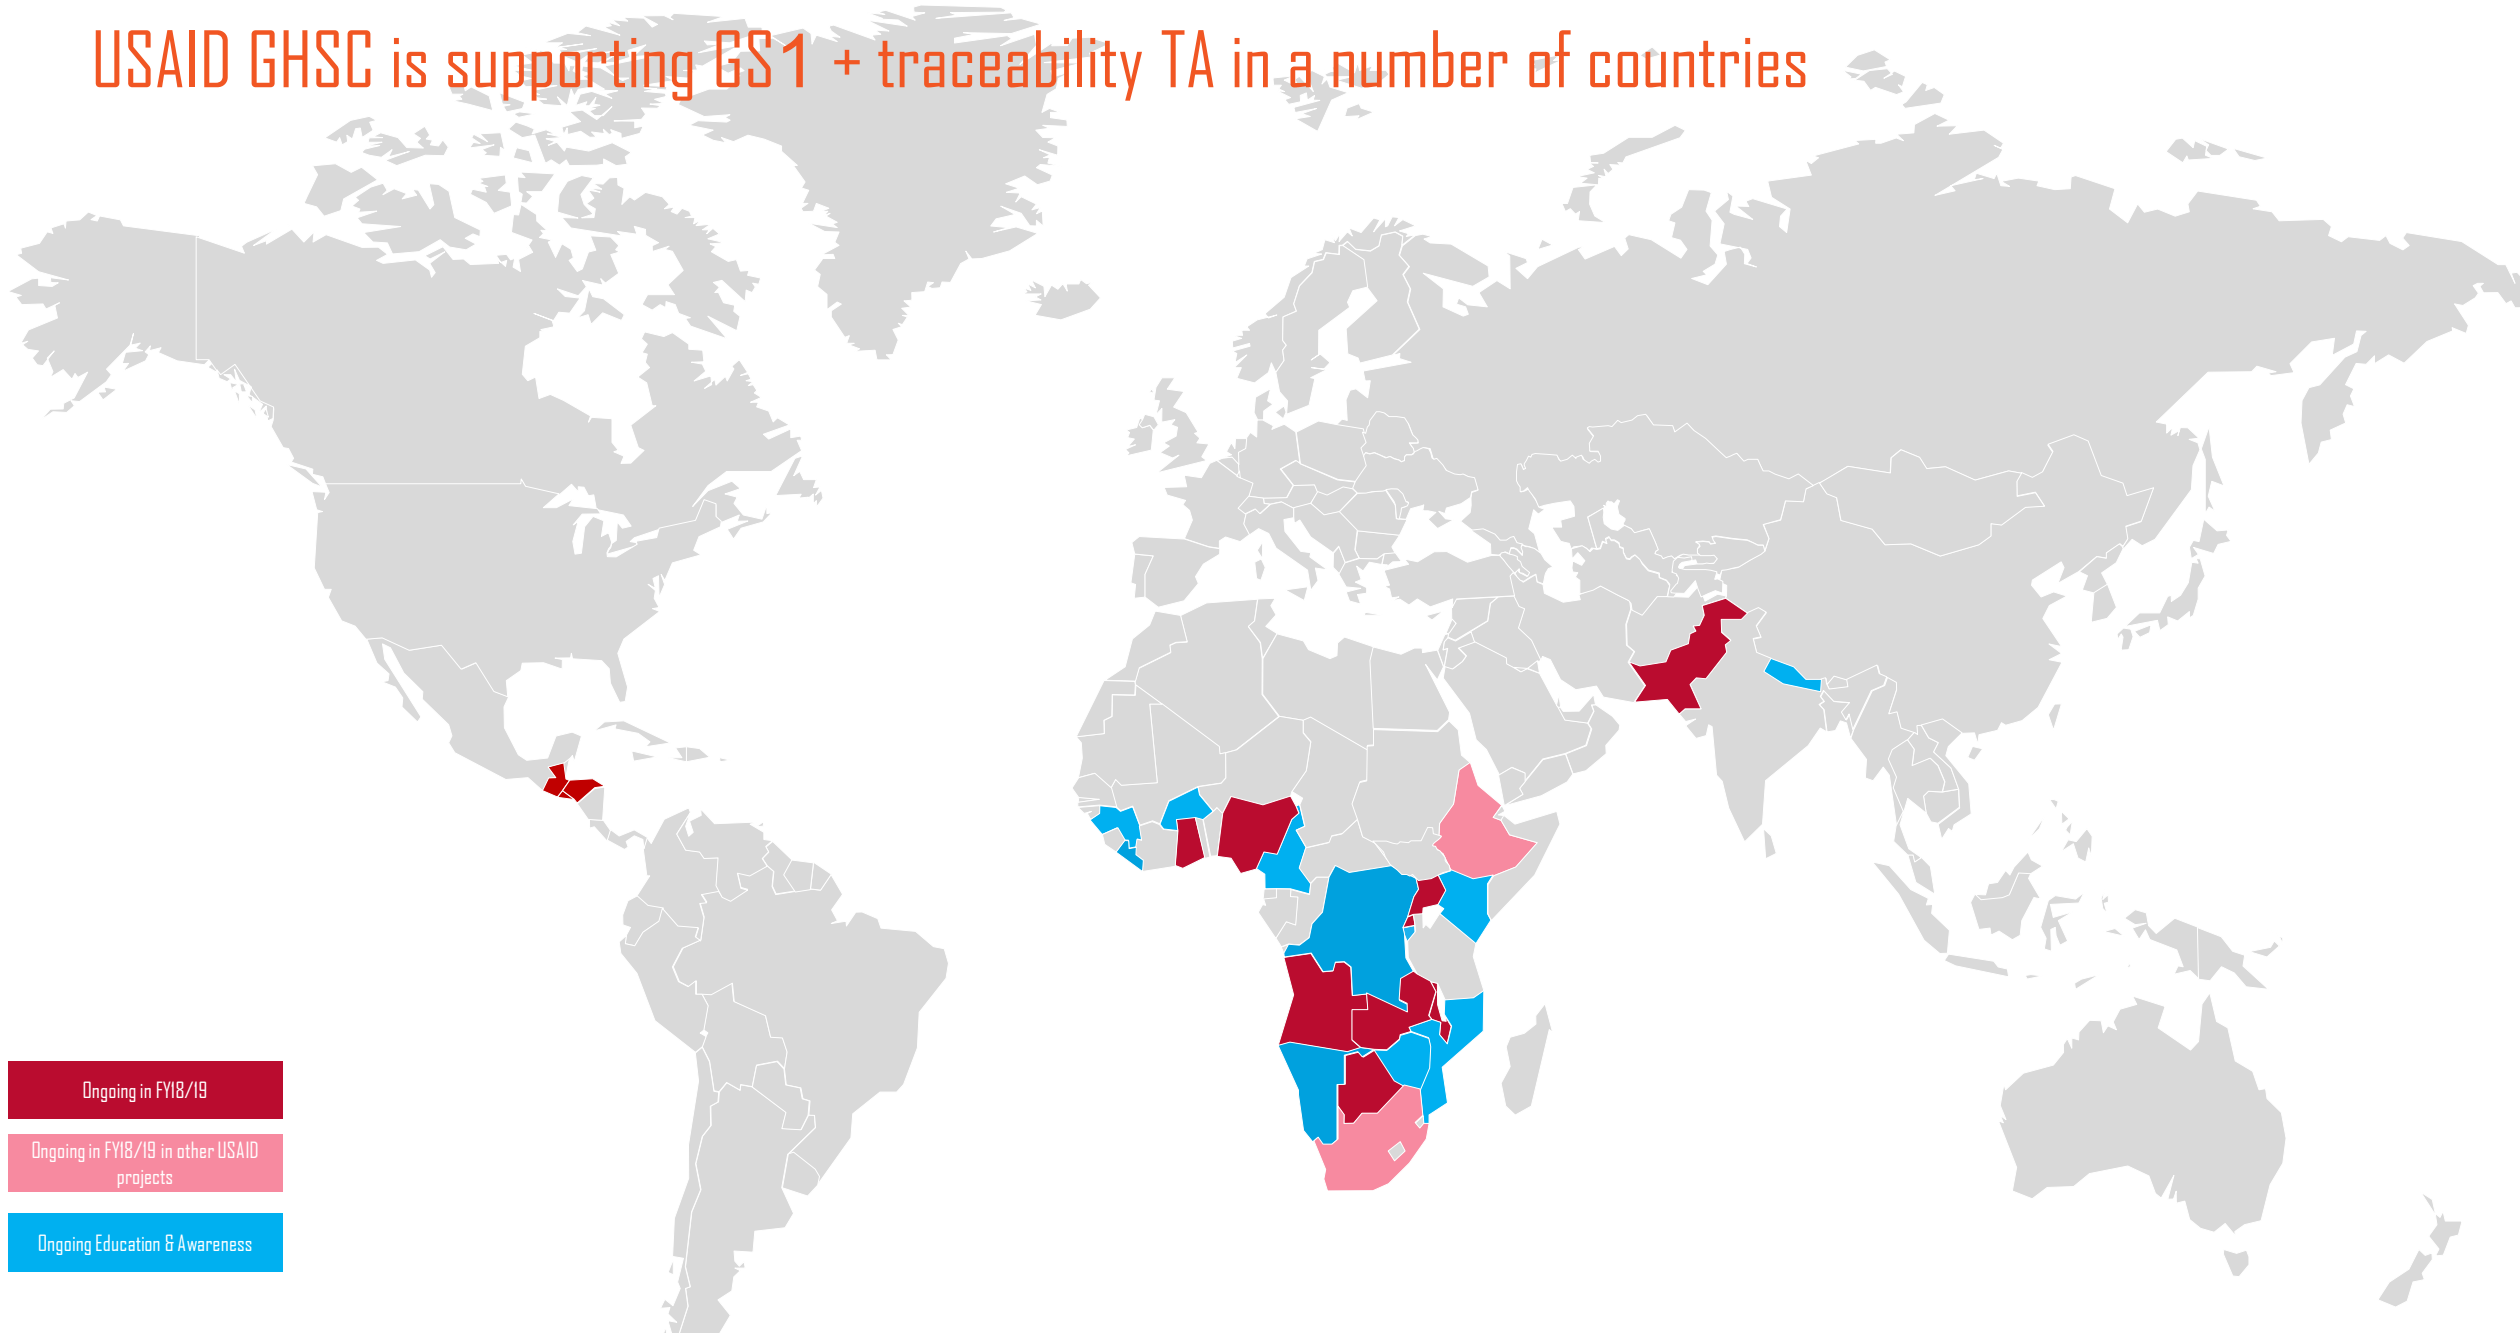 USAID GHSC is supporting GS1 + traceability TA in a number of countries
Ongoing in FY18/19
Ongoing in FY18/19 in other USAID
projects
Ongoing Education & Awareness